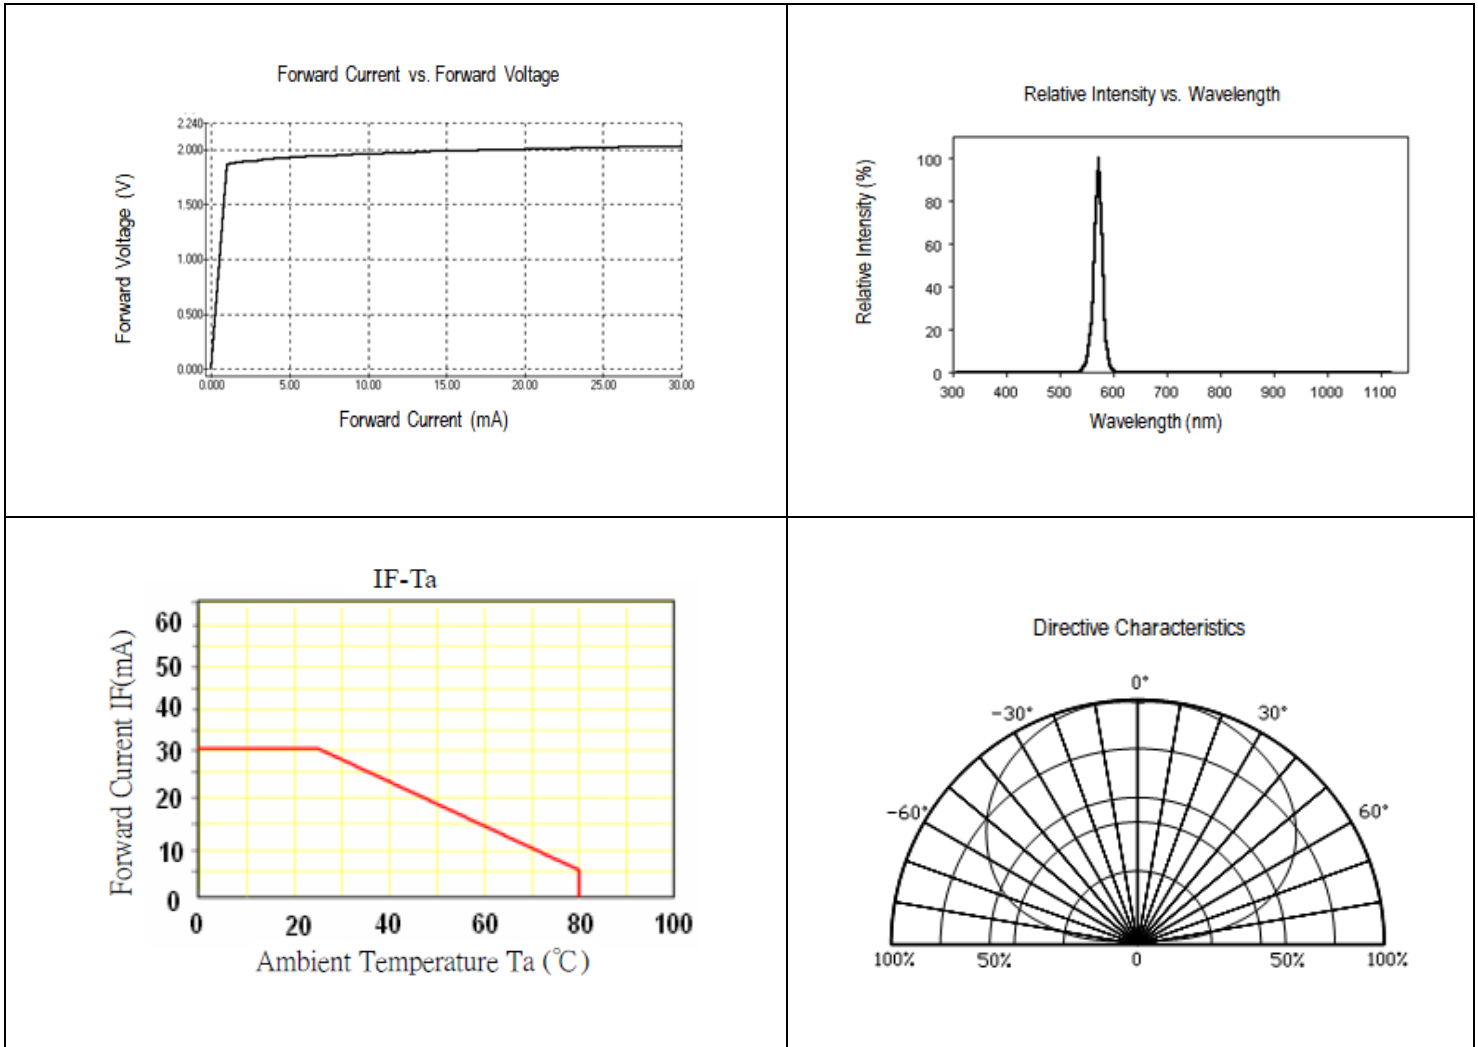 Forward Current vs. Forward Voltage
2.240
2.000
1.500
1.000
0.500
0.000
Forward Voltage (V)
0.000 5.00 10.00 15.00 20.00 25.00 30.00
Forward Current (mA)
Relative Intensity vs. Wavelength
100
80
60
40
20
0
Relative Intensity (%)
300 400 500 600 700 800 900 1000 1100
Wavelength (nm)
IF-Ta
60
50
40
30
20
10
0
Forward Current IF(mA)
0 20 40 60 80 100
Ambient Temperature Ta (℃)
Directive Characteristics
0°
-30° 30°
-60° 60°
100% 50% 0 50% 100%